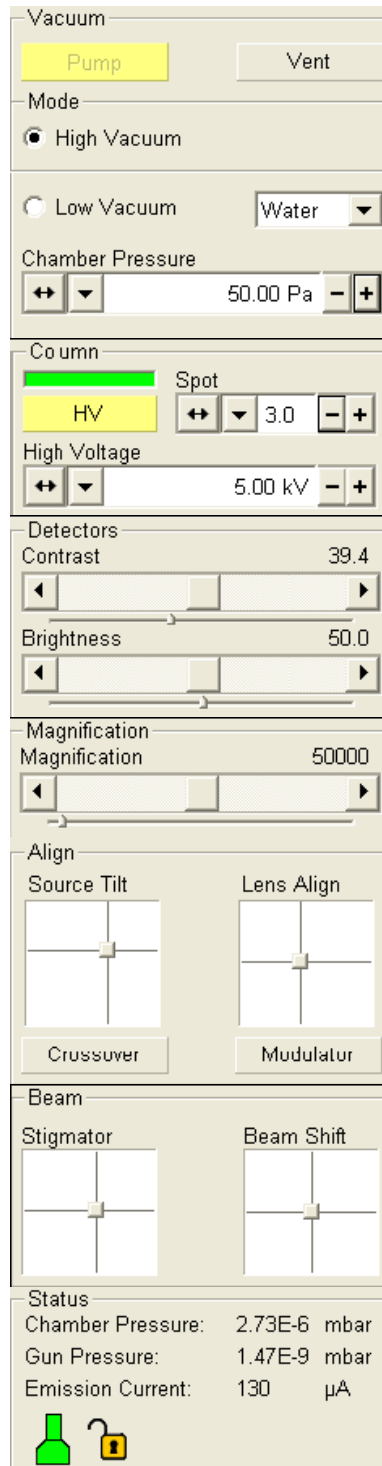 Vacuum
Pump Vent
Mode
High Vacuum
Low Vacuum Water
Chamber Pressure
50.00 Pa
Co umn
Spot
HV 3.0
High Voltage
5.00 kV
Detectors
Contrast 39.4
Brightness 50.0
Magnification
Magnification 50000
Align
Source Tilt Lens Align
Crossover Modulator
Beam
Stigmator Beam Shift
Status
Chamber Pressure: 2.73E-6 mbar
Gun Pressure: 1.47E-9 mbar
Emission Current: 130 µA